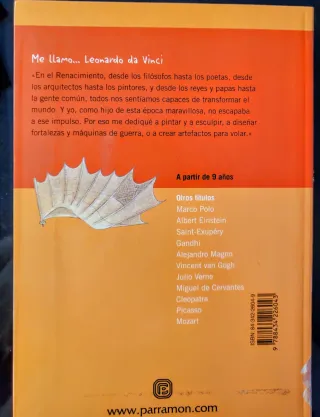 Me llamo... Leonardo da Vinci
«En el Renacimiento, desde los filósofos hasta los poetas, desde
los arquitectos hasta los pintores, y desde los reyes y papas hasta
la gente común, todos nos sentíamos capaces de transformar el
mundo. Y yo, como hijo de esta época maravillosa, no escapaba
a ese impulso. Por eso me dediqué a pintar y a esculpir, a diseñar
fortalezas y máquinas de guerra, o a crear artefactos para volar.»
A partir de 9 años
Otros títulos
Marco Polo
Albert Einstein
Saint-Exupéry
Gandhi
Alejandro Magno
Vincent van Gogh
Julio Verne
Miguel de Cervantes
Cleopatra
Picasso
Mozart
www.parramon.com